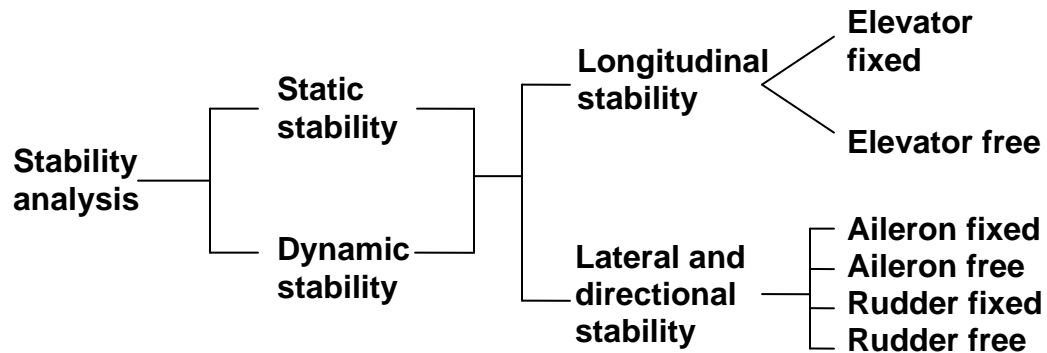 Stability
analysis
Static
stability
Dynamic
stability
Longitudinal
stability
Lateral and
directional
stability
Elevator
fixed
Elevator free
Aileron fixed
Aileron free
Rudder fixed
Rudder free